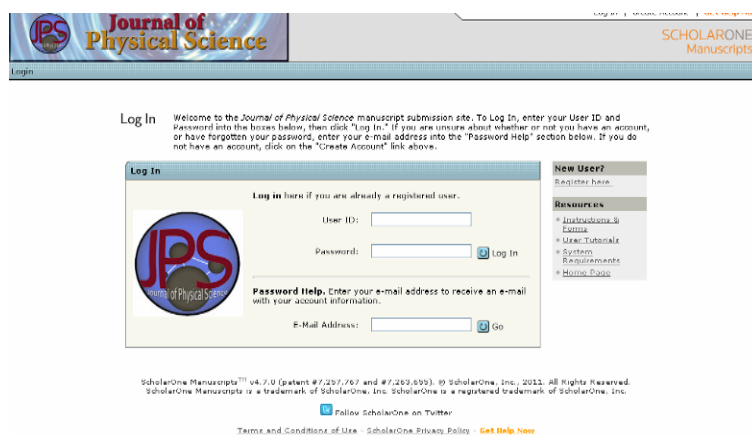 Journal of
Physical Science
JPS
Log In | Create Account | Get Help Now
SCHOLARONE
Manuscripts
Login
Log In
Welcome to the Journal of Physical Science manuscript submission site. To Log In, enter your User ID and
Password into the boxes below, then click "Log In." If you are unsure about whether or not you have an account,
or have forgotten your password, enter your e-mail address into the "Password Help" section below. If you do
not have an account, click on the "Create Account" link above.
Log In
Log in here if you are already a registered user.
User ID:
Password:
Log In
JPS
Journal of Physical Science
Password Help. Enter your e-mail address to receive an e-mail
with your account information.
E-Mail Address:
Go
New User?
Register here
Resources
Instructions &
Forms
User Tutorials
System
Requirements
Home Page
ScholarOne Manuscripts™ v4.7.0 (patent #7,257,767 and #7,263,655). © ScholarOne, Inc., 2011. All Rights Reserved.
ScholarOne Manuscripts is a trademark of ScholarOne, Inc. ScholarOne is a registered trademark of ScholarOne, Inc.
Follow ScholarOne on Twitter
Terms and Conditions of Use - ScholarOne Privacy Policy - Get Help Now